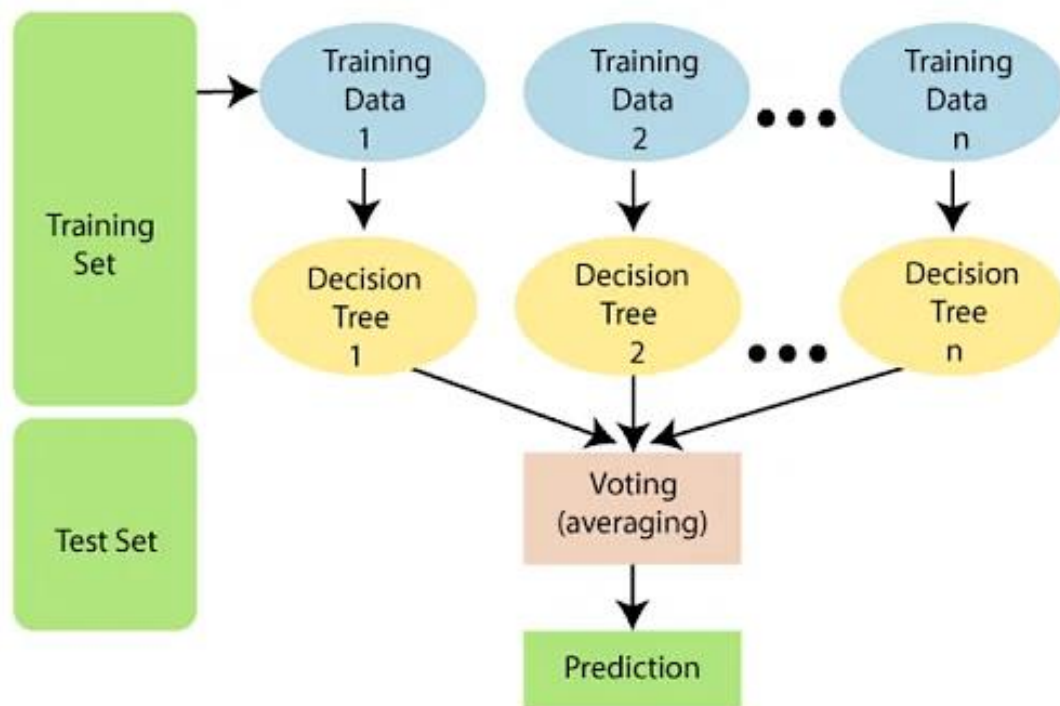 Training
Set
Test Set
Training
Data
1
Training
Data
2
Training
Data
n
Decision
Tree
1
Decision
Tree
2
Decision
Tree
n
Voting
(averaging)
Prediction